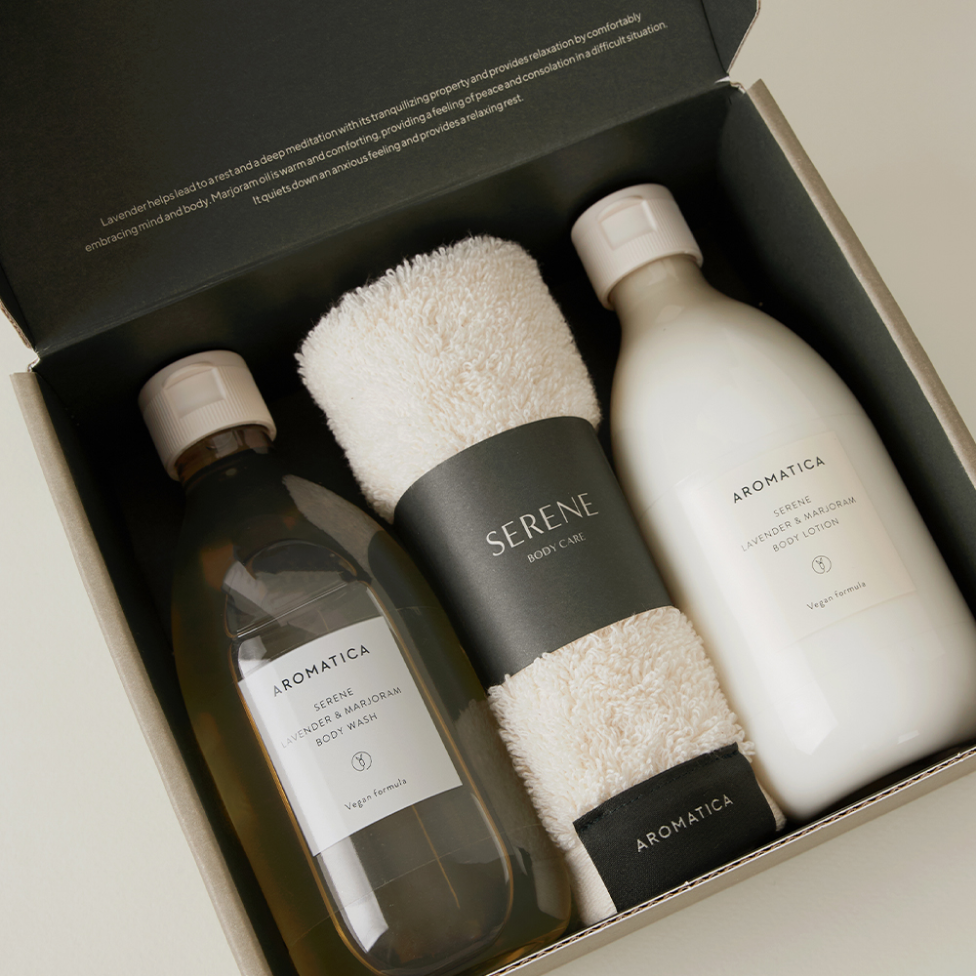 Lavender helps lead to a rest and a deep meditation with its tranquilizing property and provides relaxation by comfortably
embracing mind and body. Marjoram oil is warm and comforting, providing a feeling of peace and consolation in a difficult situation.
It quiets down an anxious feeling and provides a relaxing rest.
AROMATICA
SERENE
LAVENDER & MARJORAM
BODY WASH
Vegan formula
SERENE
BODY CARE
AROMATICA
AROMATICA
SERENE
LAVENDER & MARJORAM
BODY LOTION
Vegan formula